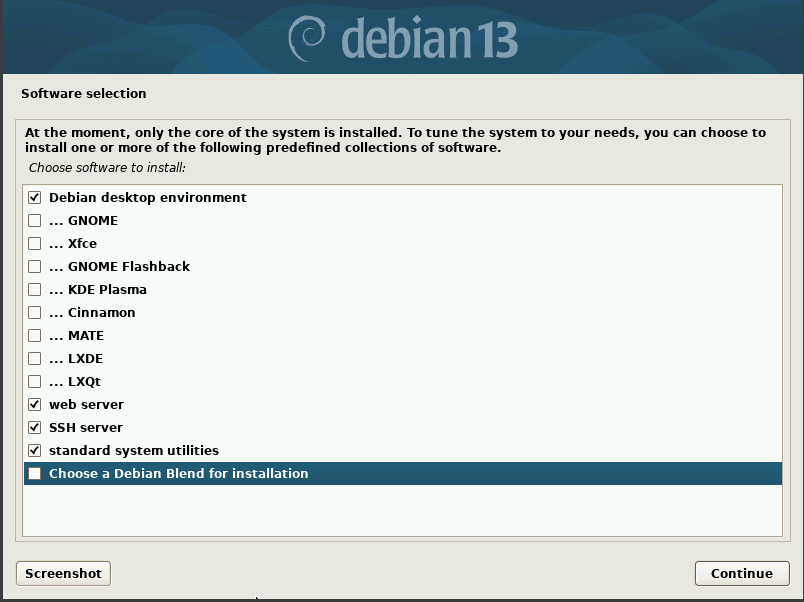 debian 13
Software selection
At the moment, only the core of the system is installed. To tune the system to your needs, you can choose to
install one or more of the following predefined collections of software.
Choose software to install:
Debian desktop environment
... GNOME
... Xfce
... GNOME Flashback
... KDE Plasma
... Cinnamon
... MATE
... LXDE
... LXQt
web server
SSH server
standard system utilities
Choose a Debian Blend for installation
Screenshot
Continue